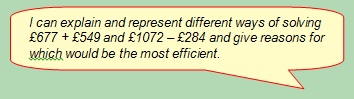 I can explain and represent different ways of solving
£677 + £549 and £1072 – £284 and give reasons for
which would be the most efficient.